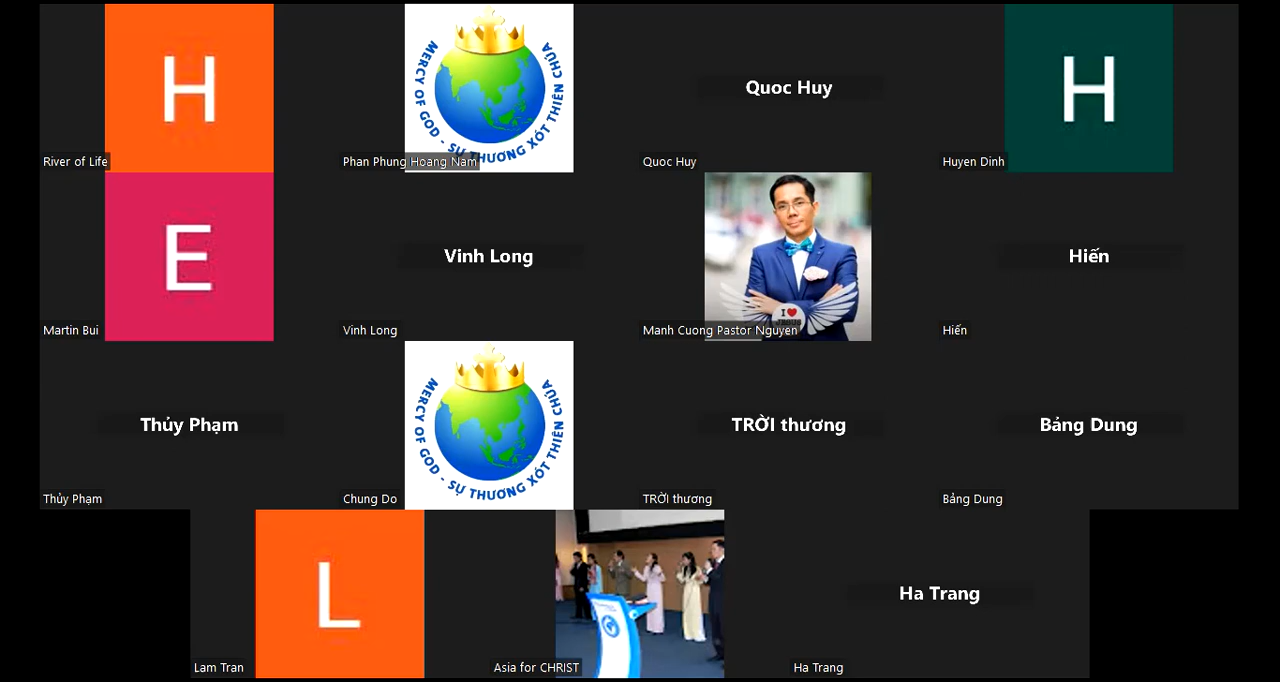 H
River of Life
MERCY OF GOD - SỰ THƯƠNG XÓT THIÊN CHÚA
Phan Phung Hoang Nam
Quoc Huy
Quoc Huy
H
Huyen Dinh
E
Martin Bui
Vinh Long
Vinh Long
I ❤ JESUS
Manh Cuong Pastor Nguyen
Hiến
Hiến
Thủy Phạm
Thủy Phạm
MERCY OF GOD - SỰ THƯƠNG XÓT THIÊN CHÚA
Chung Do
TRỜI thương
TRỜI thương
Bảng Dung
Bảng Dung
L
Lam Tran
Asia for CHRIST
Ha Trang
Ha Trang